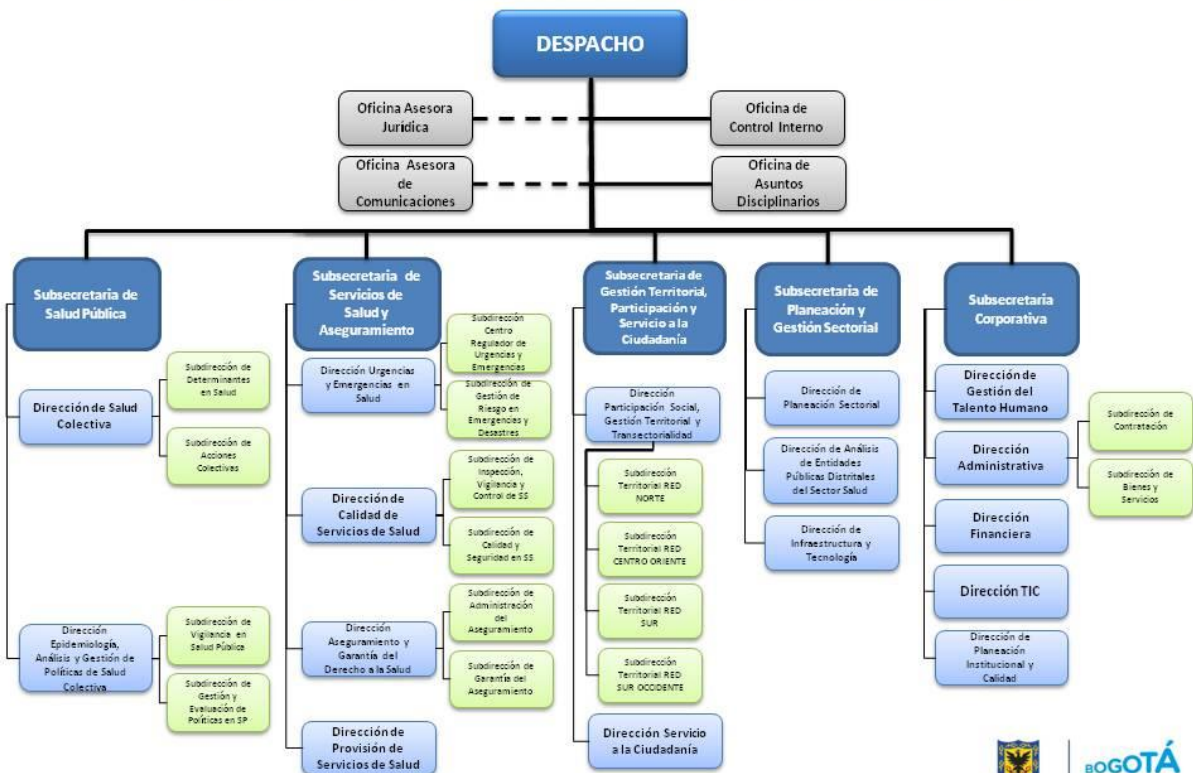 DESPACHO
Oficina Asesora
Jurídica
Oficina de
Control Interno
Oficina Asesora
de
Comunicaciones
Oficina de
Asuntos
Disciplinarios
Subsecretaria de
Salud Pública
Dirección de Salud
Colectiva
Subdirección de
Determinantes
en Salud
Subdirección de
Acciones
Colectivas
Dirección
Epidemiología,
Análisis y Gestión de
Políticas de Salud
Colectiva
Subdirección de
Vigilancia en
Salud Pública
Subdirección de
Gestión y
Evaluación de
Políticas en SP
Subsecretaria de
Servicios de
Salud y
Aseguramiento
Dirección Urgencias
y Emergencias en
Salud
Subdirección
Centro
Regulador de
Urgencias y
Emergencias
Subdirección de
Gestión de
Riesgo en
Emergencias y
Desastres
Dirección de
Calidad de
Servicios de Salud
Subdirección de
Inspección,
Vigilancia y
Control de SS
Subdirección de
Calidad y
Seguridad en SS
Dirección
Aseguramiento y
Garantía del
Derecho a la Salud
Subdirección de
Administración
del
Aseguramiento
Subdirección de
Garantía del
Aseguramiento
Dirección de
Provisión de
Servicios de Salud
Subsecretaria de
Gestión Territorial,
Participación y
Servicio a la
Ciudadanía
Dirección
Participación Social,
Gestión Territorial y
Transectorialidad
Subdirección
Territorial RED
NORTE
Subdirección
Territorial RED
CENTRO ORIENTE
Subdirección
Territorial RED
SUR
Subdirección
Territorial RED
SUR OCCIDENTE
Dirección Servicio
a la Ciudadanía
Subsecretaria de
Planeación y
Gestión Sectorial
Dirección de
Planeación Sectorial
Dirección de Análisis
de Entidades
Públicas Distritales
del Sector Salud
Dirección de
Infraestructura y
Tecnología
Subsecretaria
Corporativa
Dirección de
Gestión del
Talento Humano
Dirección
Administrativa
Subdirección de
Contratación
Subdirección de
Bienes y
Servicios
Dirección
Financiera
Dirección TIC
Dirección de
Planeación
Institucional y
Calidad
BOGOTÁ